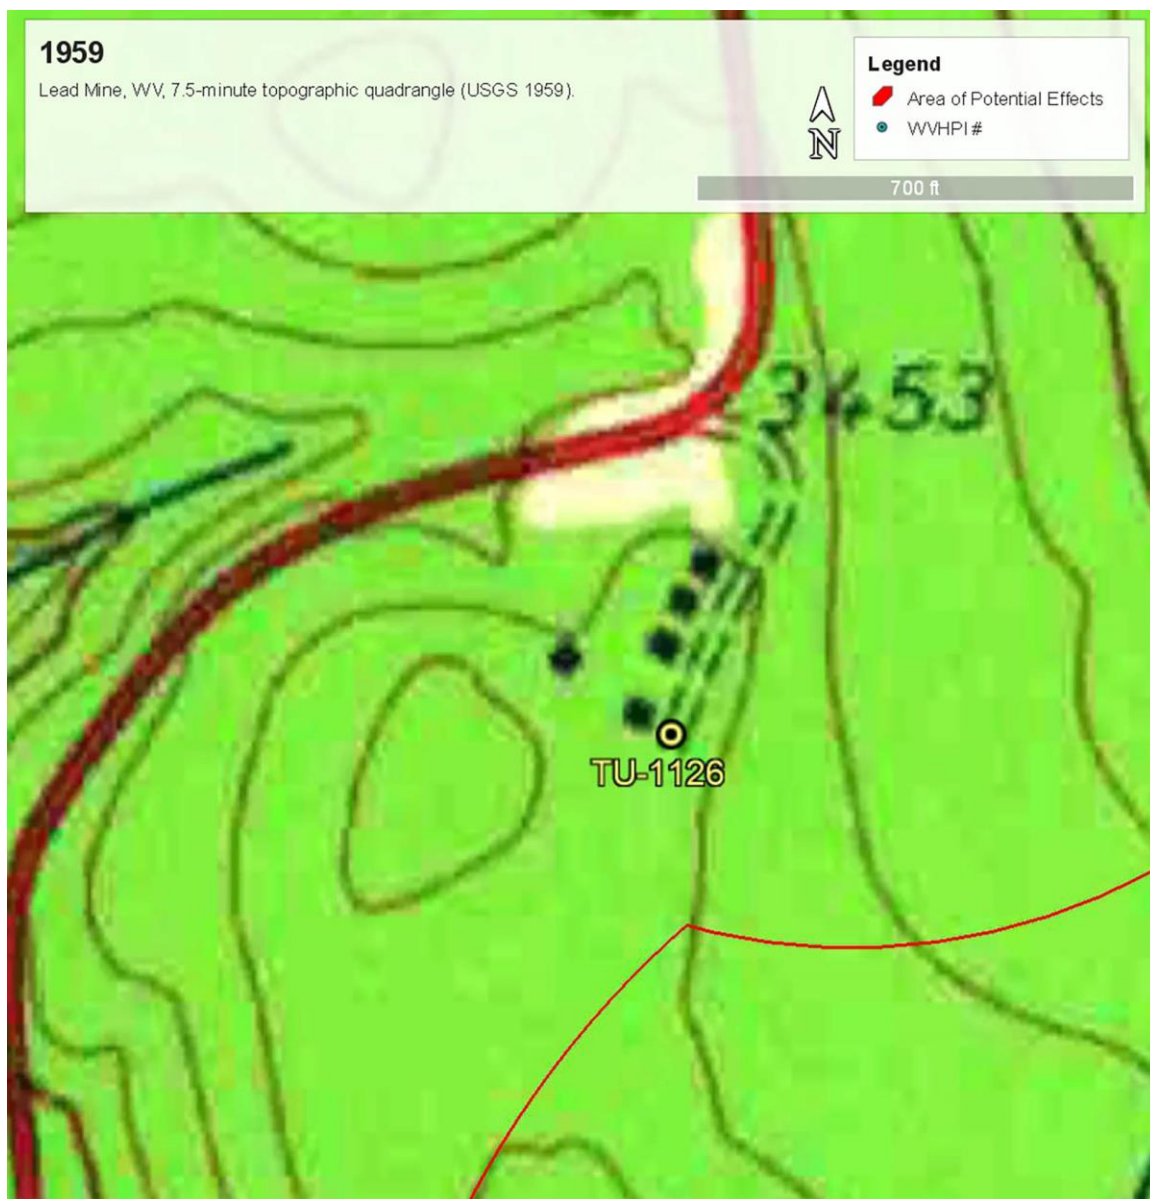 1959
Lead Mine, WV, 7.5-minute topographic quadrangle (USGS 1959).
Legend
Area of Potential Effects
WVHPI #
N
700 ft
3453
TU-1126